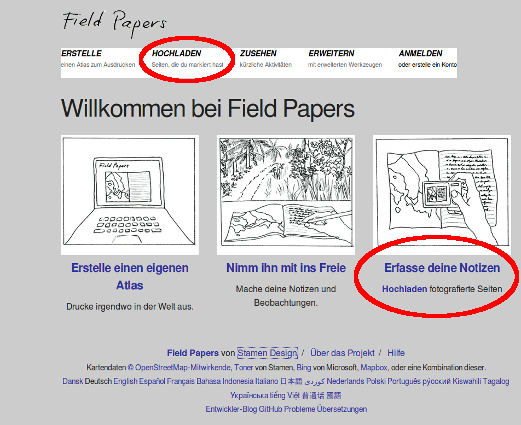 Field Papers
ERSTELLE HOCHLADEN ZUSEHEN ERWEITERN ANMELDEN
einen Atlas zum Ausdrucken Seiten, die du markiert hast kürzliche Aktivitäten mit erweiterten Werkzeugen oder erstelle ein Konto
Willkommen bei Field Papers
Field Papers
Erstelle einen eigenen Atlas
Drucke irgendwo in der Welt aus.
Nimm ihn mit ins Freie
Mache deine Notizen und
Beobachtungen.
Erfasse deine Notizen
Hochladen fotografierte Seiten
Field Papers von Stamen Design / Über das Projekt / Hilfe
Kartendaten © OpenStreetMap-Mitwirkende, Toner von Stamen, Bing von Microsoft, Mapbox, oder eine Kombination dieser.
Dansk Deutsch English Español Français Bahasa Indonesia Italiano 日本語 كوردی Nederlands Polski Português русский Kiswahili Tagalog
Українська tiếng Việt 普通话 國語
Entwickler-Blog GitHub Probleme Übersetzungen